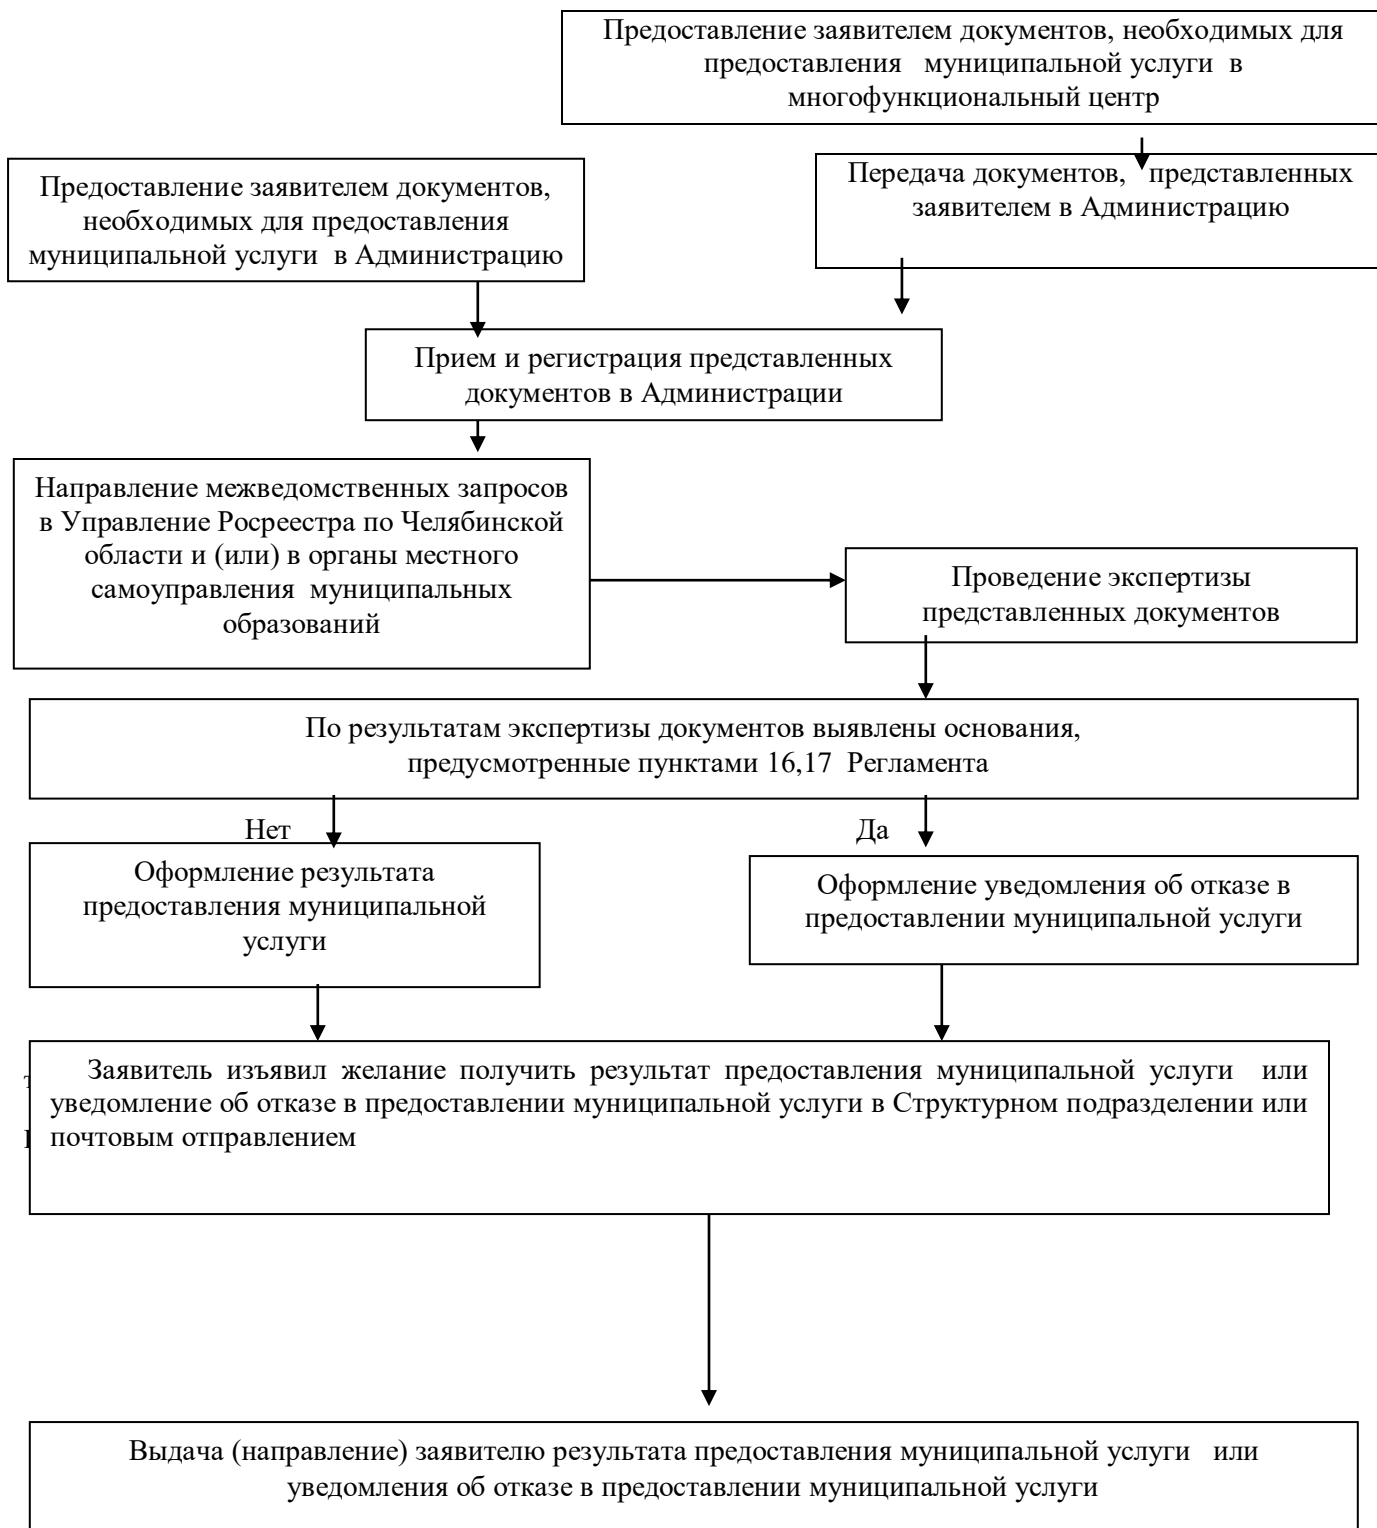 Предоставление заявителем документов, необходимых для
предоставления муниципальной услуги в
многофункциональный центр
Предоставление заявителем документов,
необходимых для предоставления
муниципальной услуги в Администрацию
Передача документов, представленных
заявителем в Администрацию
Прием и регистрация представленных
документов в Администрации
Направление межведомственных запросов
в Управление Росреестра по Челябинской
области и (или) в органы местного
самоуправления муниципальных
образований
Проведение экспертизы
представленных документов
По результатам экспертизы документов выявлены основания,
предусмотренные пунктами 16,17 Регламента
Нет
Да
Оформление результата
предоставления муниципальной
услуги
Оформление уведомления об отказе в
предоставлении муниципальной услуги
Заявитель изъявил желание получить результат предоставления муниципальной услуги или
уведомление об отказе в предоставлении муниципальной услуги в Структурном подразделении или
почтовым отправлением
Выдача (направление) заявителю результата предоставления муниципальной услуги или
уведомления об отказе в предоставлении муниципальной услуги